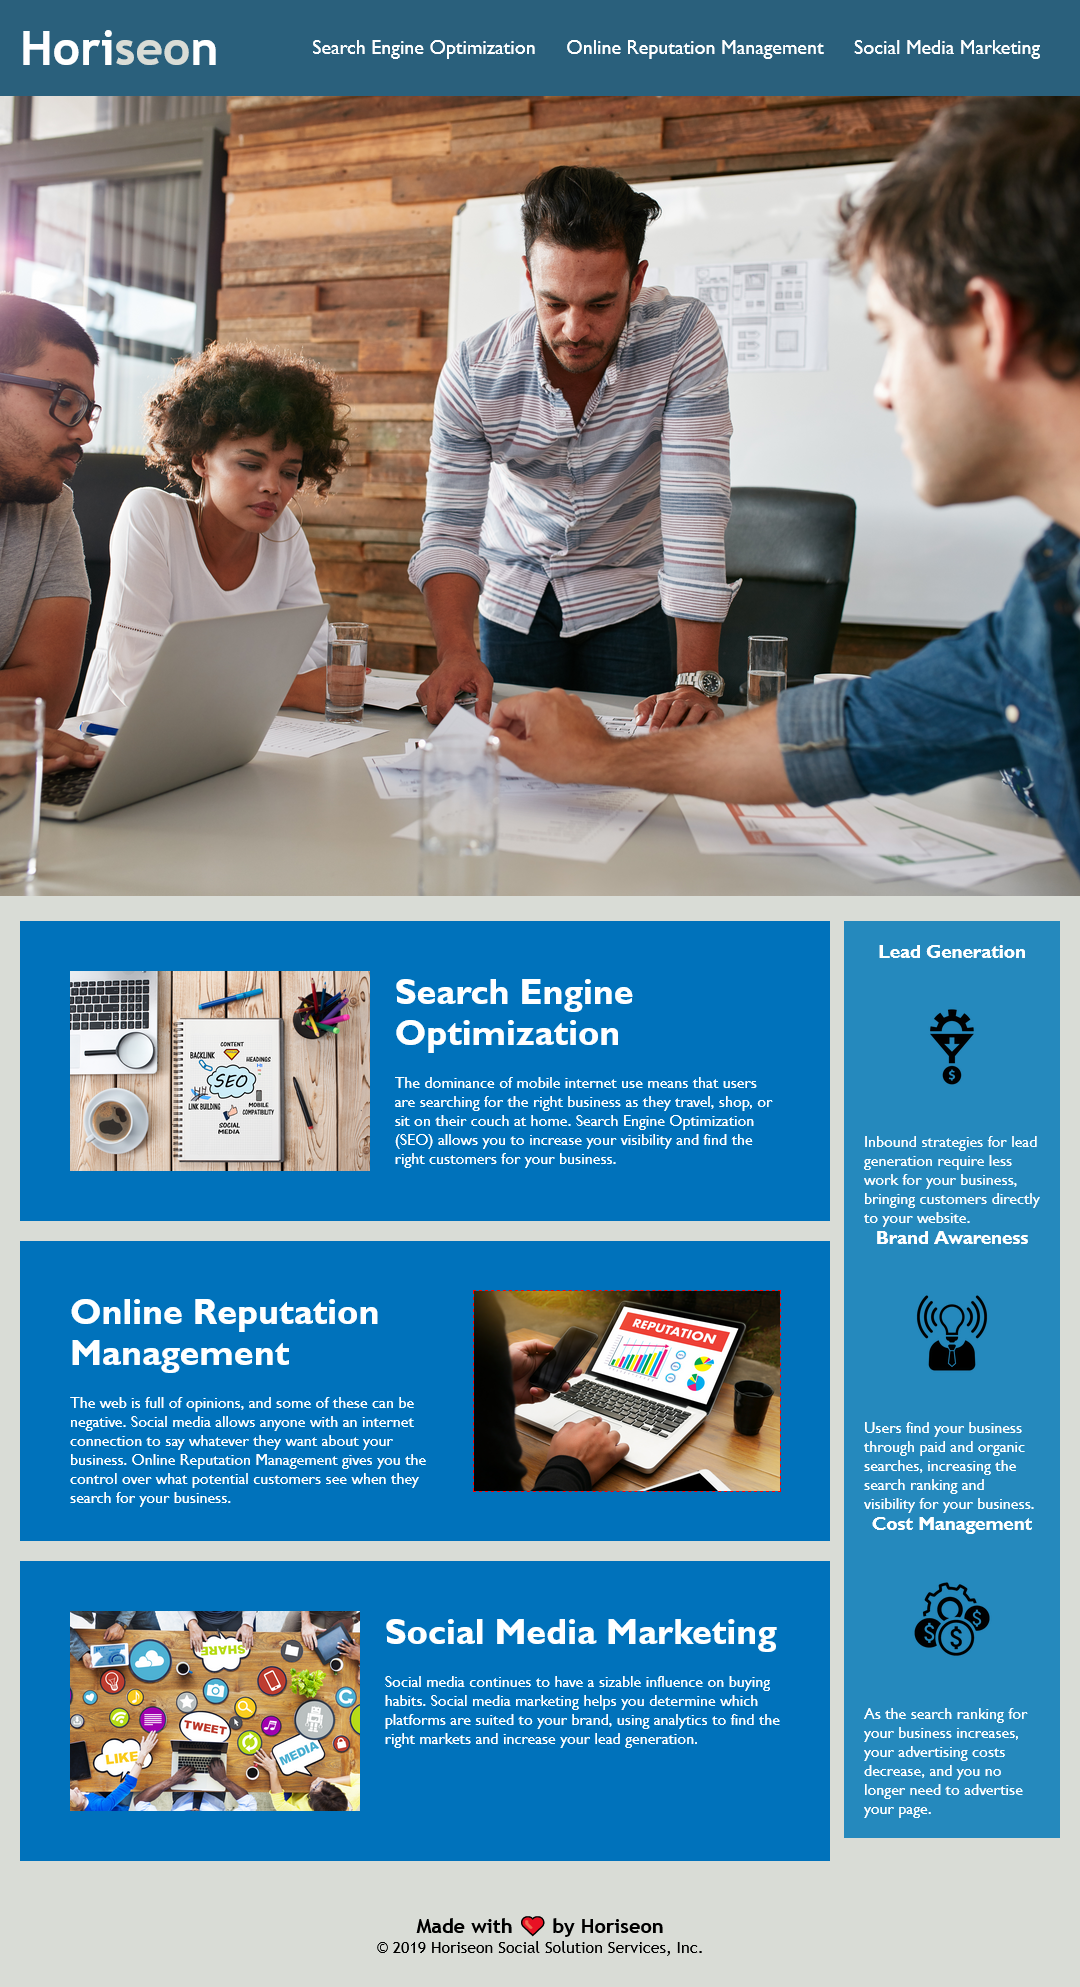 Horiseon
Search Engine Optimization
Online Reputation Management
Social Media Marketing
Search Engine
Optimization
The dominance of mobile internet use means that users
are searching for the right business as they travel, shop, or
sit on their couch at home. Search Engine Optimization
(SEO) allows you to increase your visibility and find the
right customers for your business.
CONTENT
BACKLINK
HEADINGS
SEO
LINK BUILDING
MOBILE
COMPATIBILITY
SOCIAL
MEDIA
Online Reputation
Management
The web is full of opinions, and some of these can be
negative. Social media allows anyone with an internet
connection to say whatever they want about your
business. Online Reputation Management gives you the
control over what potential customers see when they
search for your business.
REPUTATION
Social Media Marketing
Social media continues to have a sizable influence on buying
habits. Social media marketing helps you determine which
platforms are suited to your brand, using analytics to find the
right markets and increase your lead generation.
SHARE
TWEET
LIKE
MEDIA
Lead Generation
$
Inbound strategies for lead
generation require less
work for your business,
bringing customers directly
to your website.
Brand Awareness
Users find your business
through paid and organic
searches, increasing the
search ranking and
visibility for your business.
Cost Management
$ $ $
As the search ranking for
your business increases,
your advertising costs
decrease, and you no
longer need to advertise
your page.
Made with ❤️ by Horiseon
© 2019 Horiseon Social Solution Services, Inc.